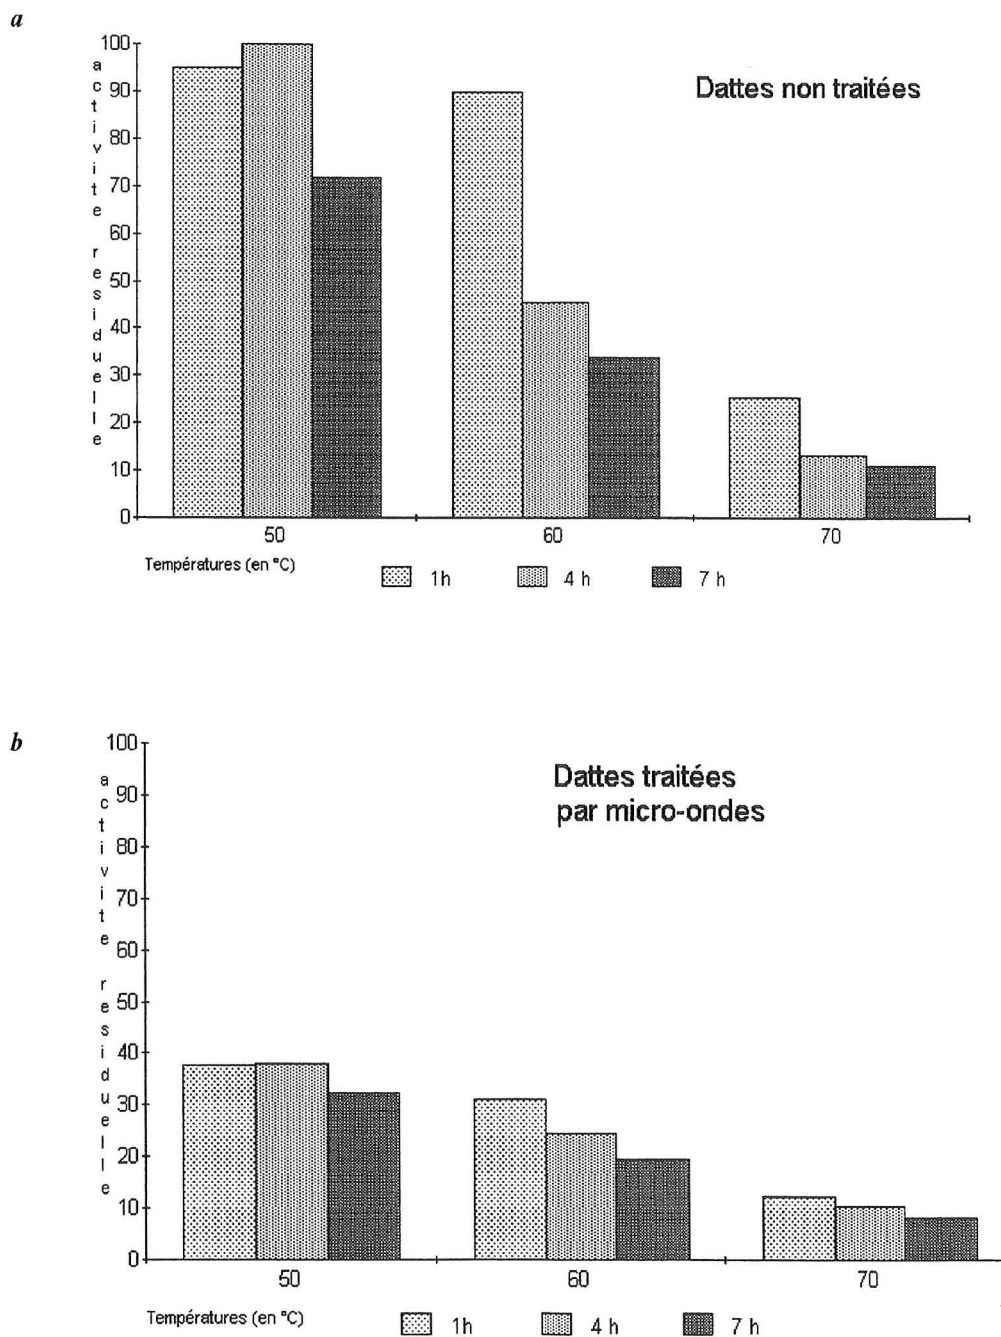 a
Dattes non traitées
activite residuelle
100
90
80
70
60
50
40
30
20
10
0
50 60 70
Températures (en °C)
1h 4 h 7 h
b
Dattes traitées
par micro-ondes
activite residuelle
100
90
80
70
60
50
40
30
20
10
0
50 60 70
Températures (en °C)
1h 4 h 7 h